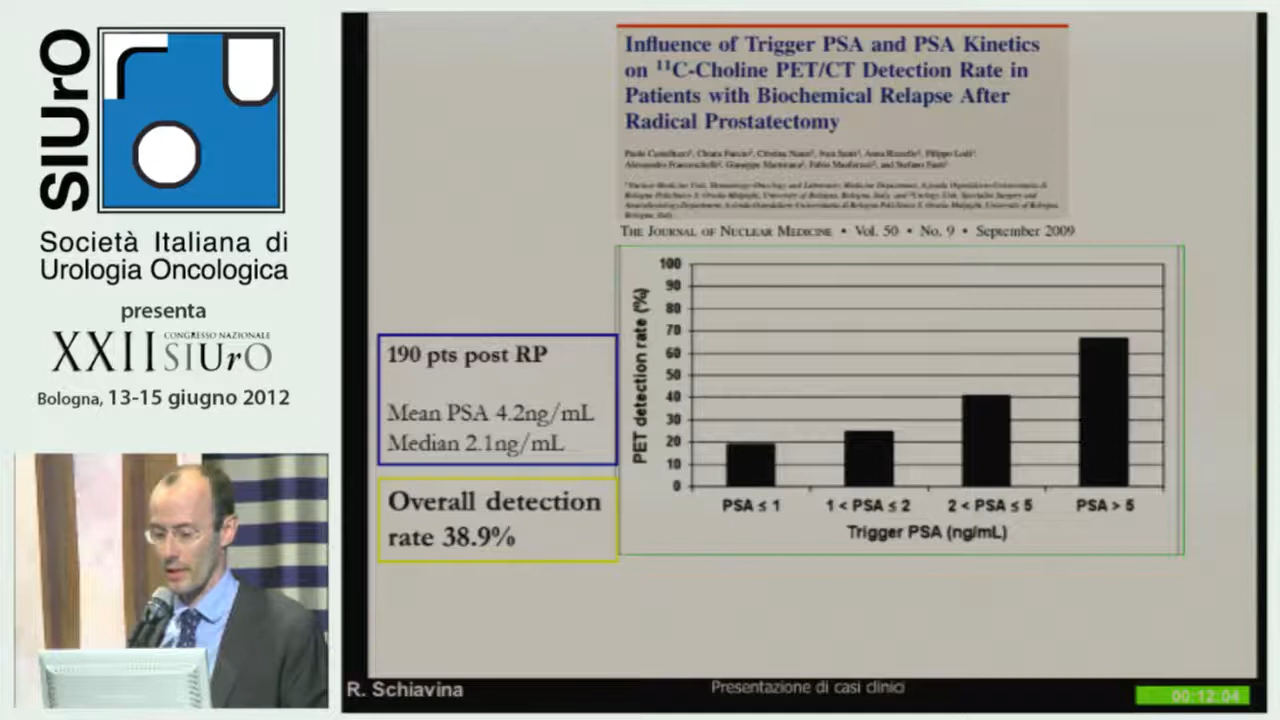 SIUrO
Società Italiana di
Urologia Oncologica
presenta
XXII CONGRESSO NAZIONALE
SIUrO
Bologna, 13-15 giugno 2012
Influence of Trigger PSA and PSA Kinetics
on ¹¹C-Choline PET/CT Detection Rate in
Patients with Biochemical Relapse After
Radical Prostatectomy
THE JOURNAL OF NUCLEAR MEDICINE • Vol. 50 • No. 9 • September 2009
190 pts post RP
Mean PSA 4.2ng/mL
Median 2.1ng/mL
Overall detection
rate 38.9%
PET detection rate (%)
100
90
80
70
60
50
40
30
20
10
0
PSA ≤ 1 1 < PSA ≤ 2 2 < PSA ≤ 5 PSA > 5
Trigger PSA (ng/mL)
R. Schiavina
Presentazione di casi clinici
00:12:04